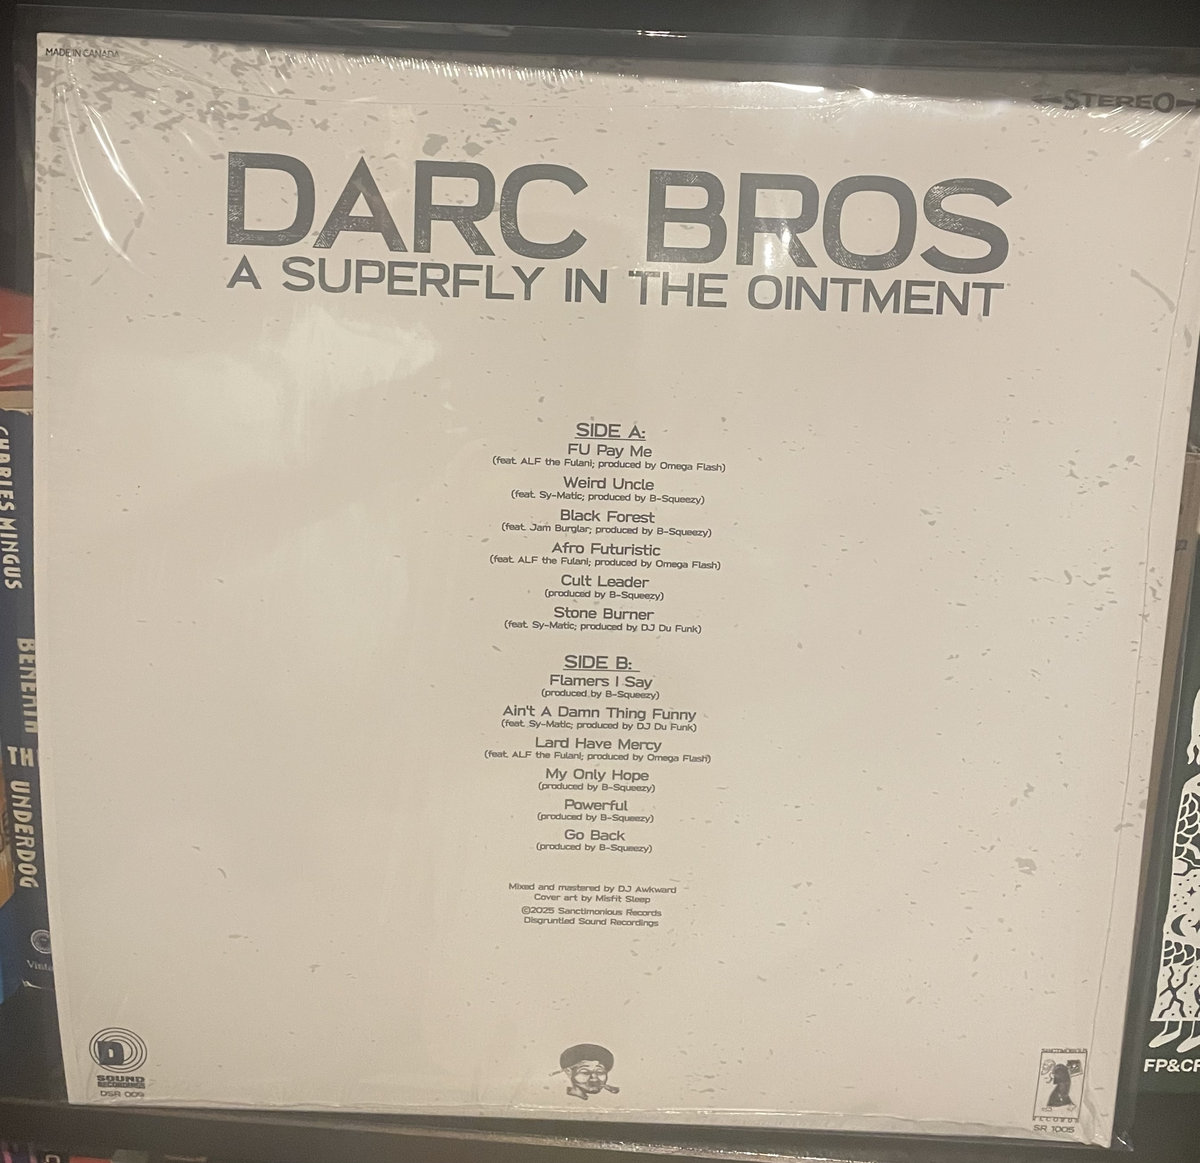 MADE IN CANADA
STEREO
DARC BROS
A SUPERFLY IN THE OINTMENT
SIDE A:
FU Pay Me
(feat. ALF the Fulani; produced by Omega Flash)
Weird Uncle
(feat. Sy-Matic; produced by B-Squeezy)
Black Forest
(feat. Jam Burglar; produced by B-Squeezy)
Afro Futuristic
(feat. ALF the Fulani; produced by Omega Flash)
Cult Leader
(produced by B-Squeezy)
Stone Burner
(feat. Sy-Matic; produced by DJ Du Funk)
SIDE B:
Flamers I Say
(produced by B-Squeezy)
Ain't A Damn Thing Funny
(feat. Sy-Matic; produced by DJ Du Funk)
Lard Have Mercy
(feat. ALF the Fulani; produced by Omega Flash)
My Only Hope
(produced by B-Squeezy)
Powerful
(produced by B-Squeezy)
Go Back
(produced by B-Squeezy)
Mixed and mastered by DJ Awkward
Cover art by Misfit Sleep
©2025 Sanctimonious Records
Disgruntled Sound Recordings
D
SOUND
RECORDINGS
DSR 009
RECORDS
SR 1005
CHARLES MINGUS
BENEATH
THE
UNDERDOG
FP&CF